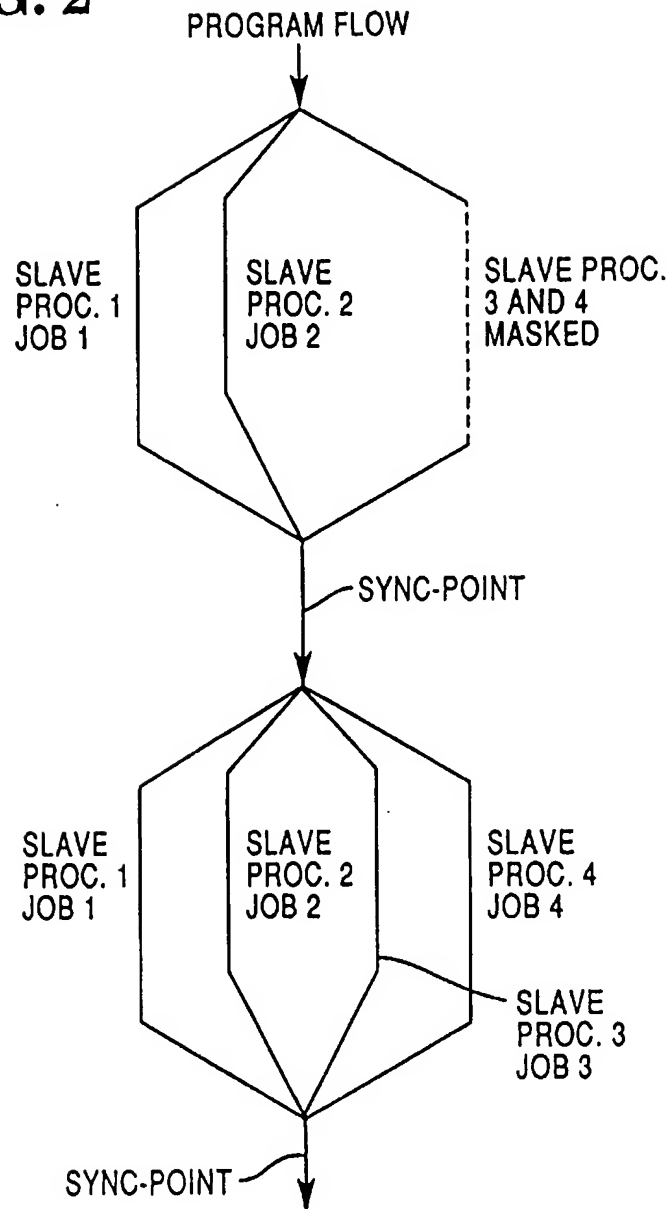 G. 2
PROGRAM FLOW
SLAVE
PROC. 1
JOB 1
SLAVE
PROC. 2
JOB 2
SLAVE PROC.
3 AND 4
MASKED
SYNC-POINT
SLAVE
PROC. 1
JOB 1
SLAVE
PROC. 2
JOB 2
SLAVE
PROC. 4
JOB 4
SLAVE
PROC. 3
JOB 3
SYNC-POINT